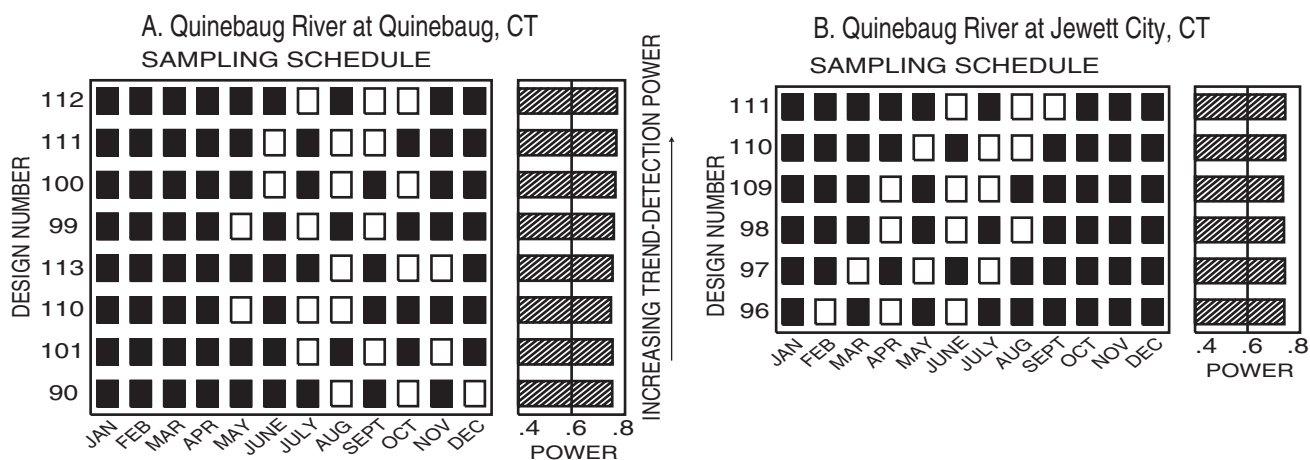 A. Quinebaug River at Quinebaug, CT
SAMPLING SCHEDULE
DESIGN NUMBER
112
111
100
99
113
110
101
90
JAN FEB MAR APR MAY JUNE JULY AUG SEPT OCT NOV DEC
.4 .6 .8
POWER
INCREASING TREND-DETECTION POWER
B. Quinebaug River at Jewett City, CT
SAMPLING SCHEDULE
DESIGN NUMBER
111
110
109
98
97
96
JAN FEB MAR APR MAY JUNE JULY AUG SEPT OCT NOV DEC
.4 .6 .8
POWER